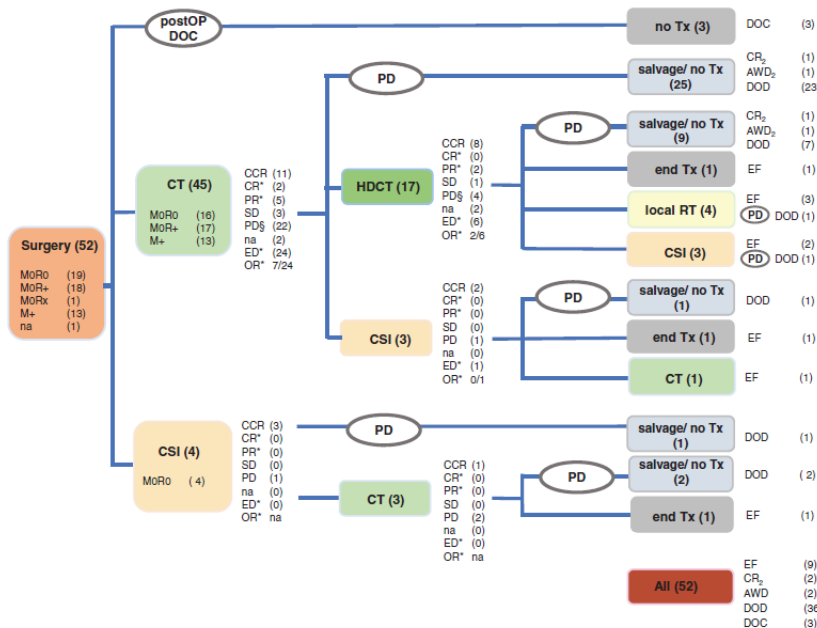 postOP
DOC
no Tx (3)
DOC (3)
PD
salvage/ no Tx
(25)
CR2 (1)
AWD2 (1)
DOD (23
CT (45)
M0R0 (16)
M0R+ (17)
M+ (13)
CCR (11)
CR* (2)
PR* (5)
SD (3)
PD§ (22)
na (2)
ED* (24)
OR* 7/24
HDCT (17)
CCR (8)
CR* (0)
PR* (2)
SD (1)
PD§ (4)
na (2)
ED* (6)
OR* 2/6
PD
salvage/ no Tx
(9)
CR2 (1)
AWD2 (1)
DOD (7)
end Tx (1)
EF (1)
local RT (4)
EF (3)
PD DOD (1)
CSI (3)
EF (2)
PD DOD (1)
Surgery (52)
M0R0 (19)
M0R+ (18)
M0Rx (1)
M+ (13)
na (1)
CSI (3)
CCR (2)
CR* (0)
PR* (0)
SD (0)
PD (1)
na (0)
ED* (1)
OR* 0/1
PD
salvage/ no Tx
(1)
DOD (1)
end Tx (1)
EF (1)
CT (1)
EF (1)
CSI (4)
M0R0 ( 4)
CCR (3)
CR* (0)
PR* (0)
SD (0)
PD (1)
na (0)
ED* (0)
OR* na
PD
salvage/ no Tx
(1)
DOD (1)
CT (3)
CCR (1)
CR* (0)
PR* (0)
SD (0)
PD (2)
na (0)
ED* (0)
OR* na
PD
salvage/ no Tx
(2)
DOD ( 2)
end Tx (1)
EF (1)
All (52)
EF (9)
CR2 (2)
AWD (2)
DOD (36
DOC (3)